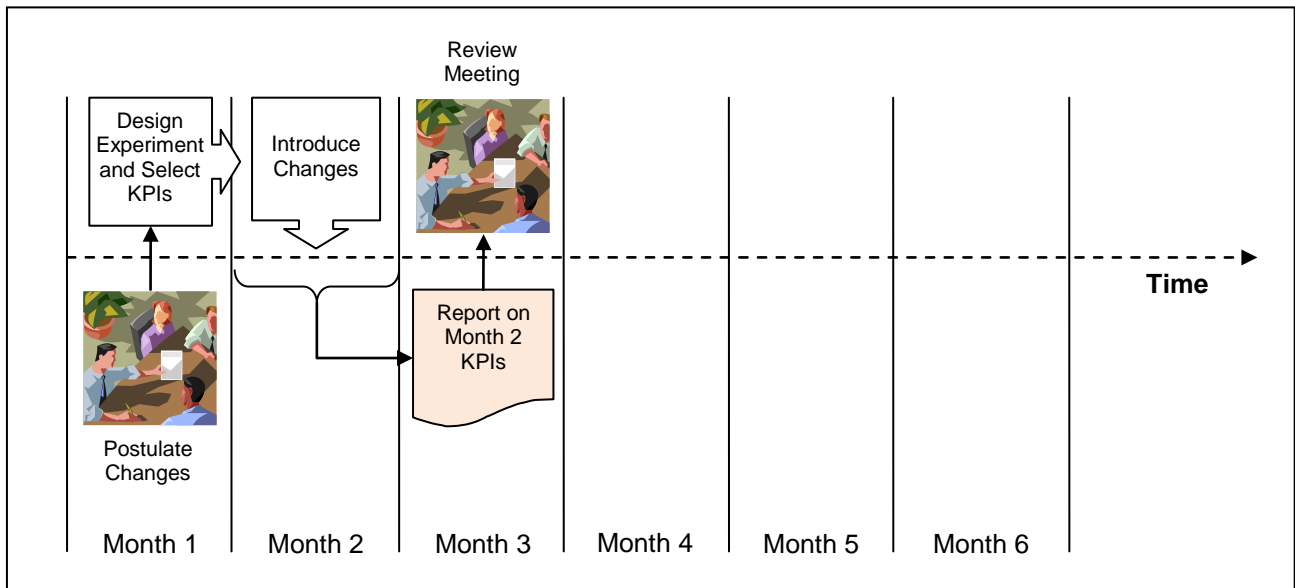 Review
Meeting
Design
Experiment
and Select
KPIs
Introduce
Changes
Time
Report on
Month 2
KPIs
Postulate
Changes
Month 1
Month 2
Month 3
Month 4
Month 5
Month 6